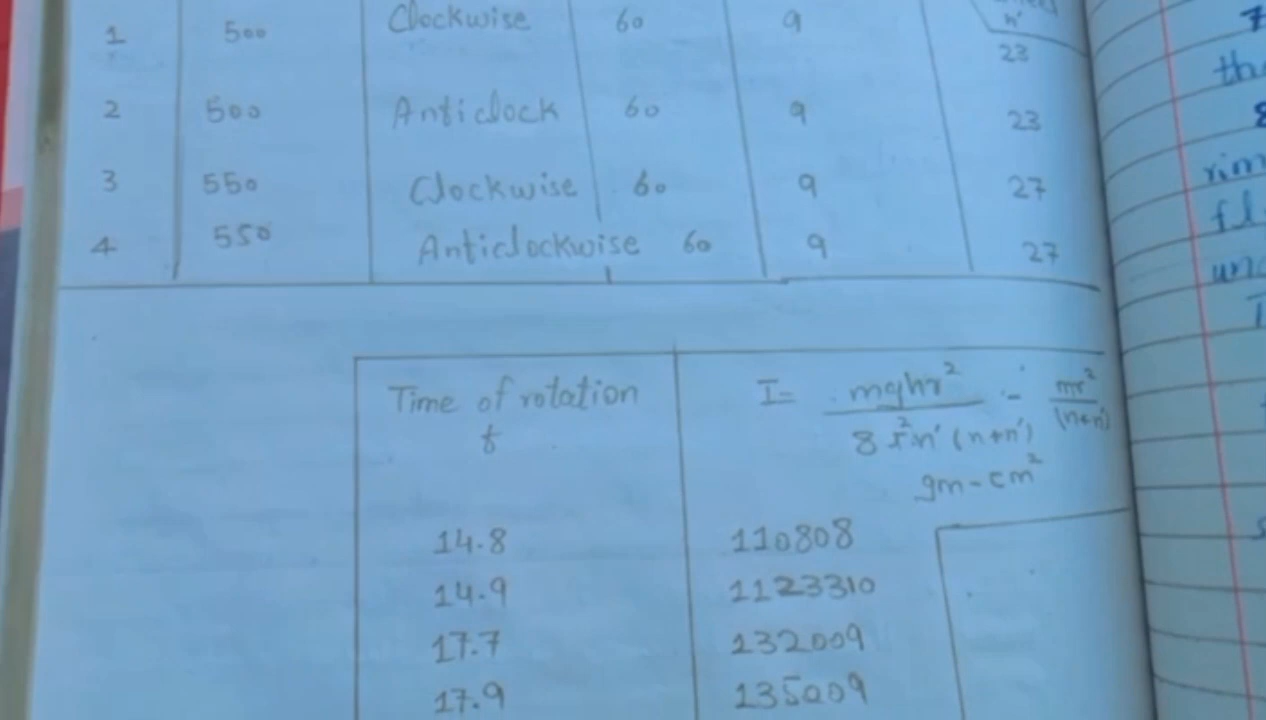 n'
1 500 Clockwise 60 9 23
2 500 Anticlock 60 9 23
3 550 Clockwise 60 9 27
4 550 Anticlockwise 60 9 27
Time of rotation t
I= mghr² / 8π²n' (n+n') - mr² / (n+n')
gm-cm²
14.8 110808
14.9 1123310
17.7 132009
17.9 135009
7
8